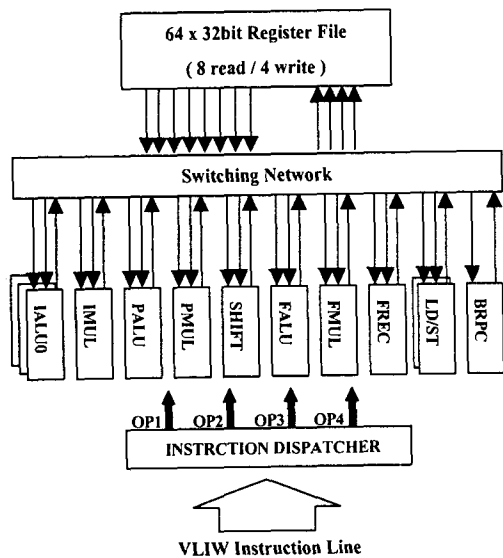 64 x 32bit Register File
( 8 read / 4 write )
Switching Network
IALU0
IMUL
PALU
PMUL
SHIFT
FALU
FMUL
FREC
LD/ST
BRPC
OP1
OP2
OP3
OP4
INSTRCTION DISPATCHER
VLIW Instruction Line